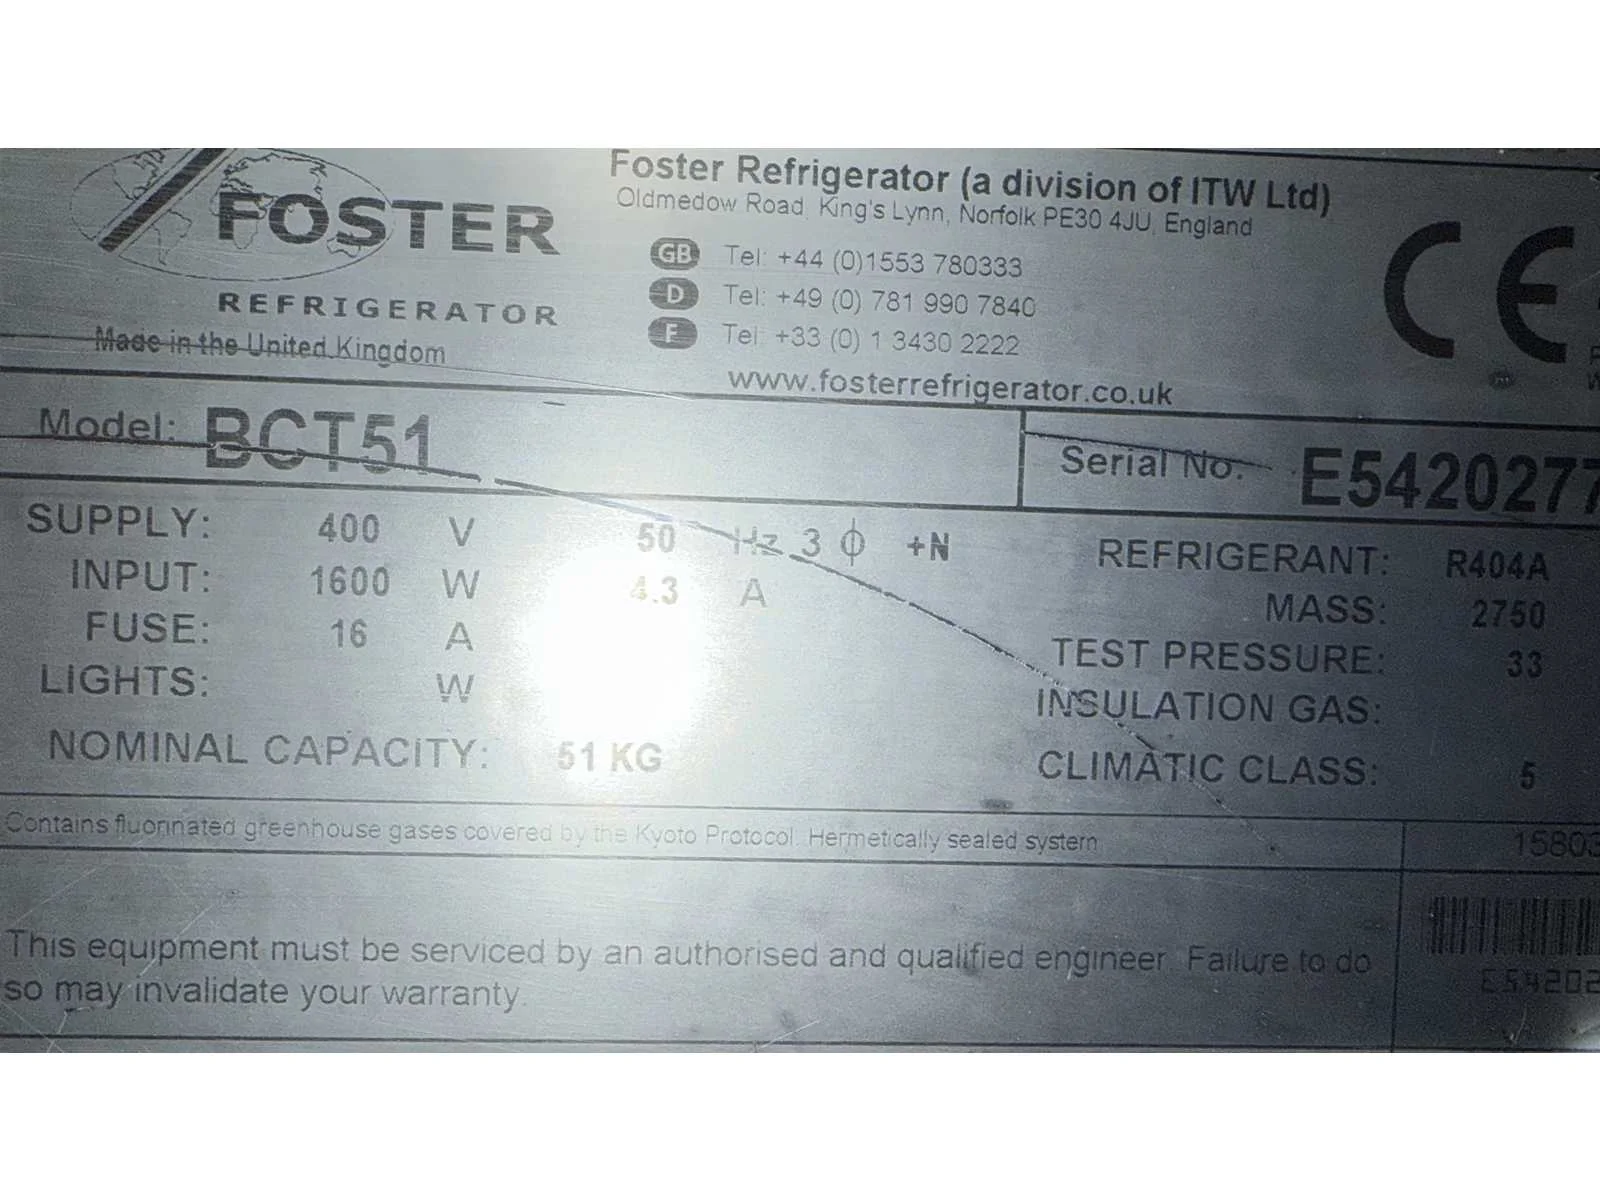 FOSTER
REFRIGERATOR
Made in the United Kingdom
Foster Refrigerator (a division of ITW Ltd)
Oldmedow Road, King's Lynn, Norfolk PE30 4JU, England
GB Tel: +44 (0)1553 780333
D Tel: +49 (0) 781 990 7840
F Tel: +33 (0) 1 3430 2222
www.fosterrefrigerator.co.uk
CE
Model: BCT51
Serial No. E5420277
SUPPLY: 400 V 50 Hz 3 ϕ +N
INPUT: 1600 W 4.3 A
FUSE: 16 A
LIGHTS: W
NOMINAL CAPACITY: 51 KG
REFRIGERANT: R404A
MASS: 2750
TEST PRESSURE: 33
INSULATION GAS:
CLIMATIC CLASS: 5
Contains fluorinated greenhouse gases covered by the Kyoto Protocol. Hermetically sealed system
15803
E54202
This equipment must be serviced by an authorised and qualified engineer. Failure to do
so may invalidate your warranty.